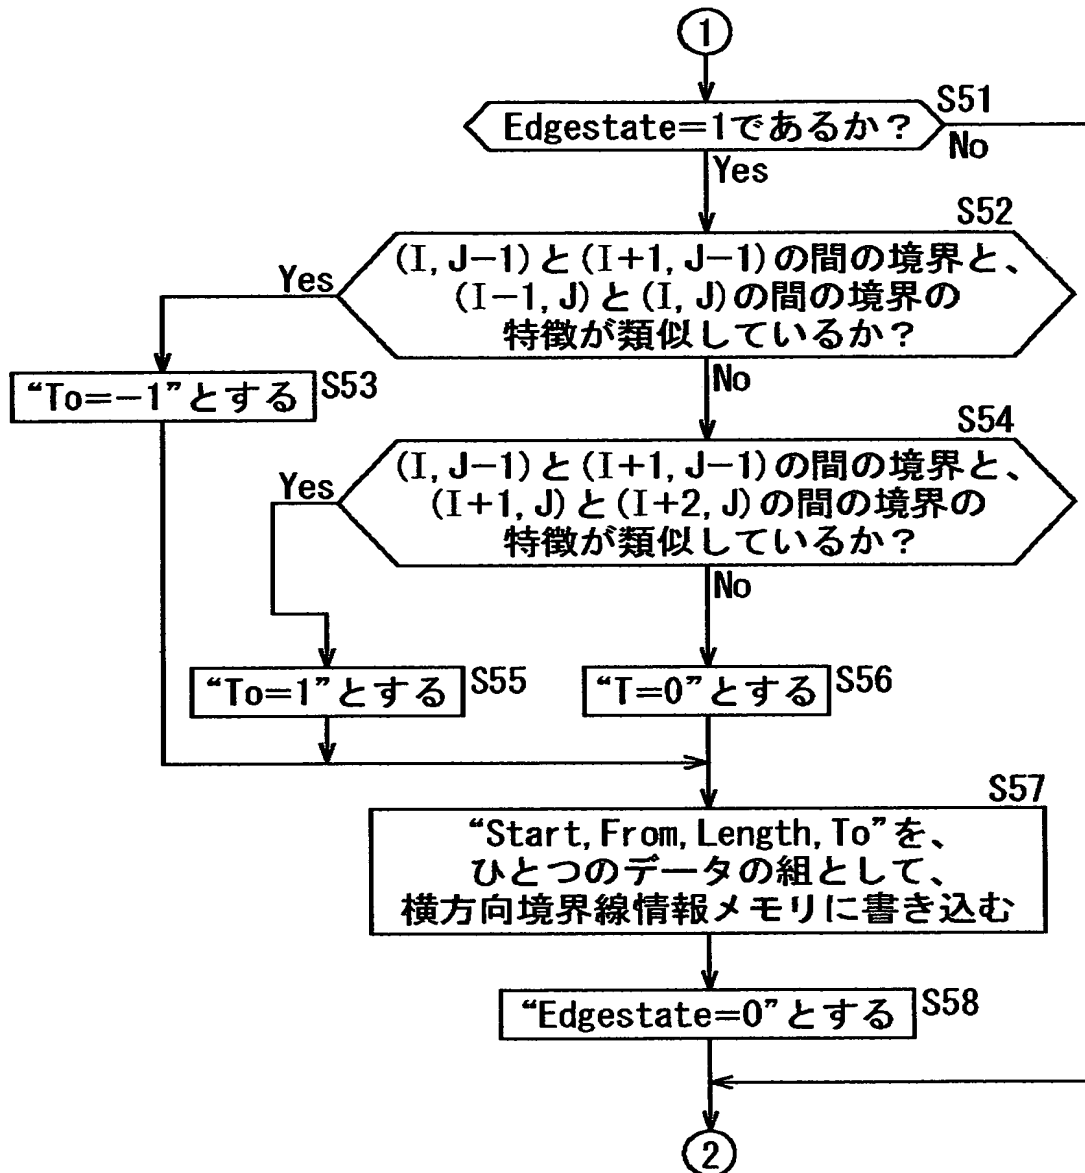 1
S51
Edgestate=1であるか？
No
Yes
S52
(I,J−1)と(I+1,J−1)の間の境界と、
(I−1,J)と(I,J)の間の境界の
特徴が類似しているか？
Yes
No
“To=−1”とする
S53
S54
(I,J−1)と(I+1,J−1)の間の境界と、
(I+1,J)と(I+2,J)の間の境界の
特徴が類似しているか？
Yes
No
“To=1”とする
S55
“T=0”とする
S56
S57
“Start,From,Length,To”を、
ひとつのデータの組として、
横方向境界線情報メモリに書き込む
“Edgestate=0”とする
S58
2